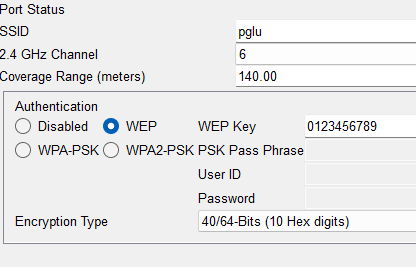 Port Status
SSID pglu
2.4 GHz Channel 6
Coverage Range (meters) 140.00
Authentication
Disabled WEP WEP Key 0123456789
WPA-PSK WPA2-PSK PSK Pass Phrase
User ID
Password
Encryption Type 40/64-Bits (10 Hex digits)